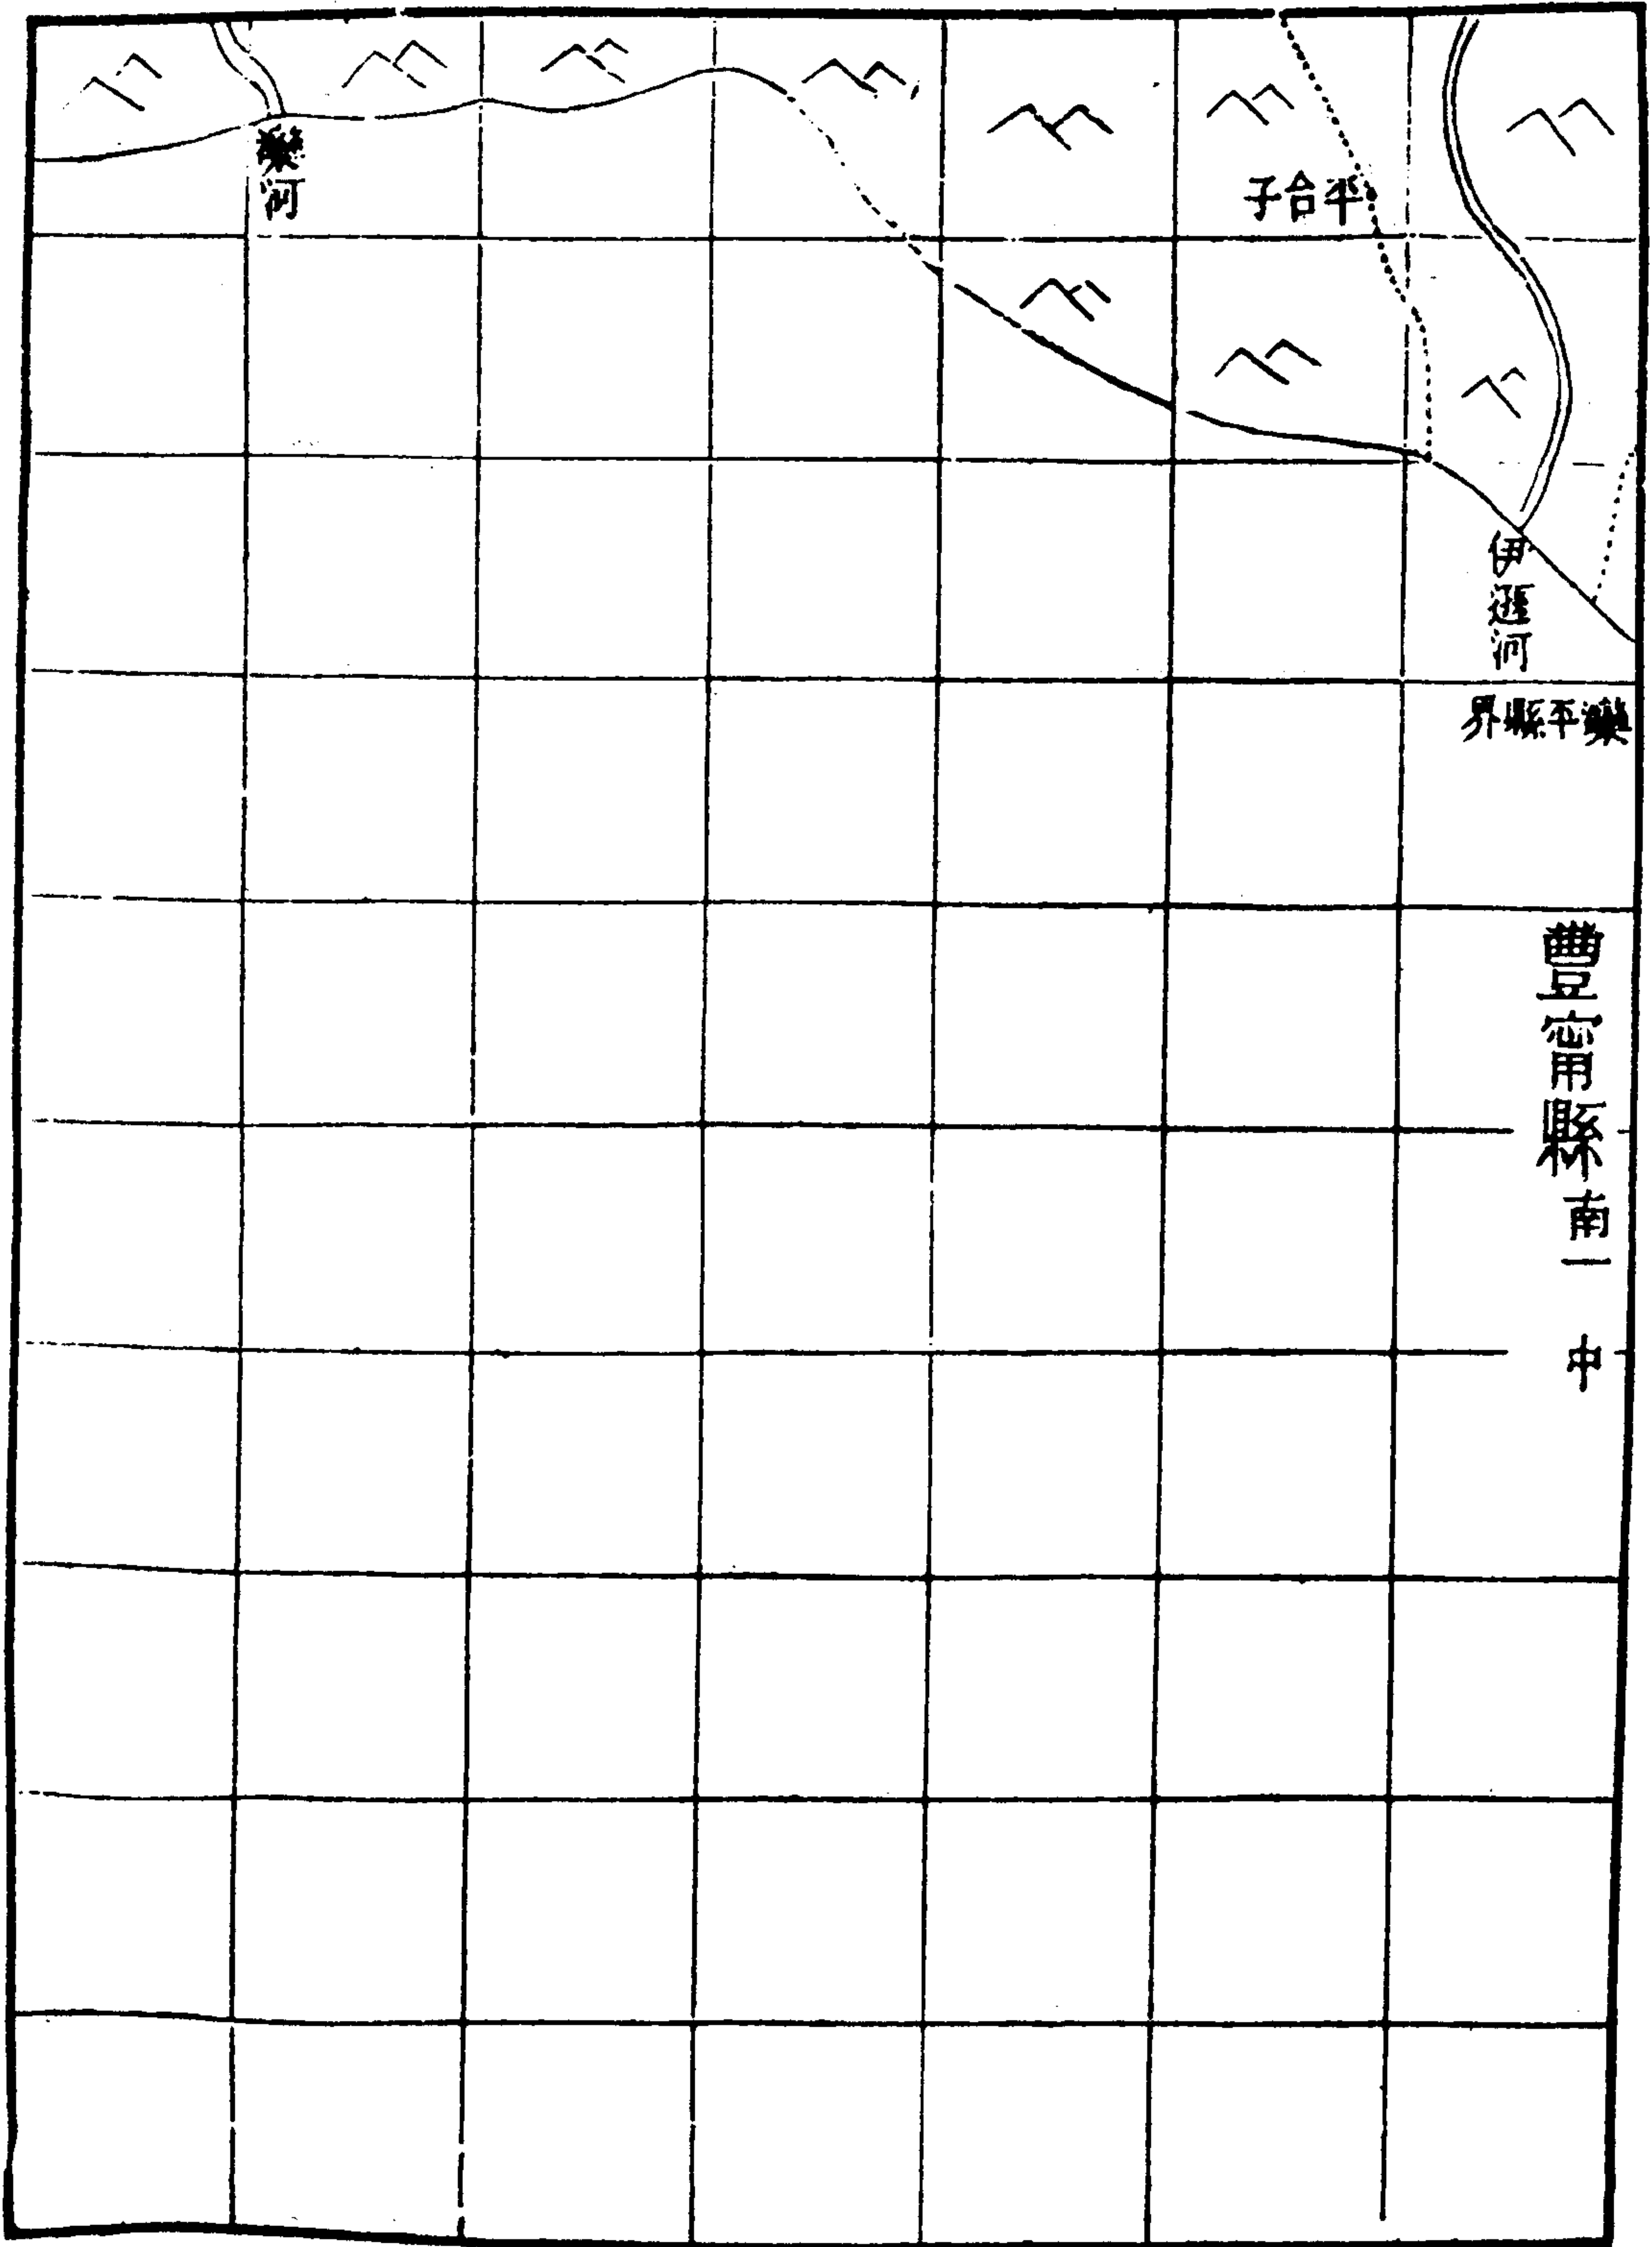 豐甯縣南一 中
灤平縣界
伊遜河
平台子
灤河